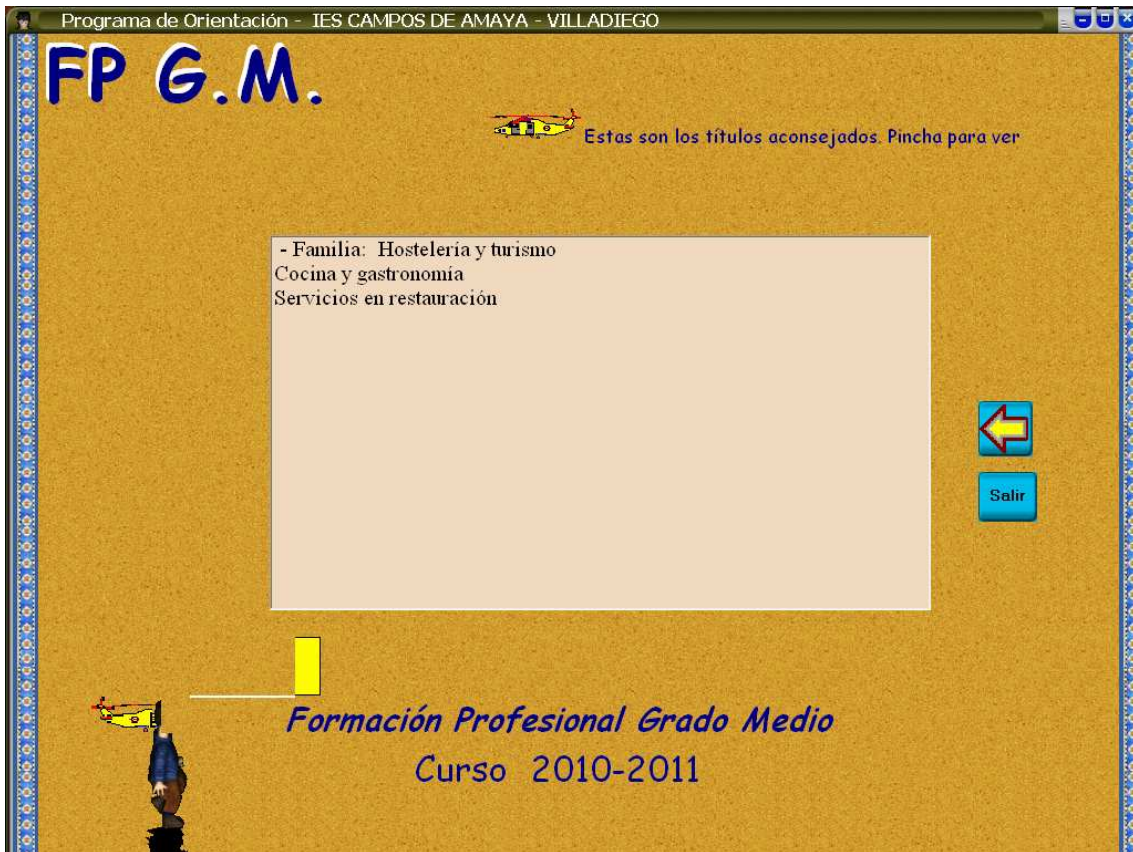 Programa de Orientación - IES CAMPOS DE AMAYA - VILLADIEGO
FP G.M.
Estas son los títulos aconsejados. Pincha para ver
- Familia: Hostelería y turismo
Cocina y gastronomía
Servicios en restauración
Salir
Formación Profesional Grado Medio
Curso 2010-2011